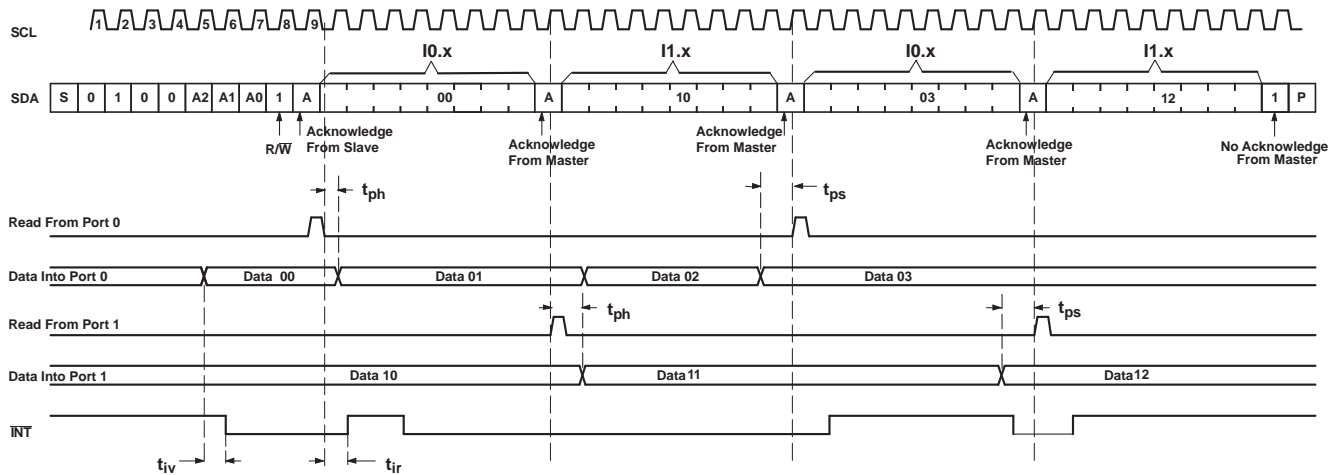 SCL
1 2 3 4 5 6 7 8 9
I0.x I1.x I0.x I1.x
SDA S 0 1 0 0 A2 A1 A0 1 A 00 A 10 A 03 A 12 1 P
R/W̅
Acknowledge
From Slave
Acknowledge
From Master
Acknowledge
From Master
Acknowledge
From Master
No Acknowledge
From Master
tph tps
Read From Port 0
Data Into Port 0 Data 00 Data 01 Data 02 Data 03
tph tps
Read From Port 1
Data Into Port 1 Data 10 Data 11 Data 12
I̅N̅T̅
tiv tir